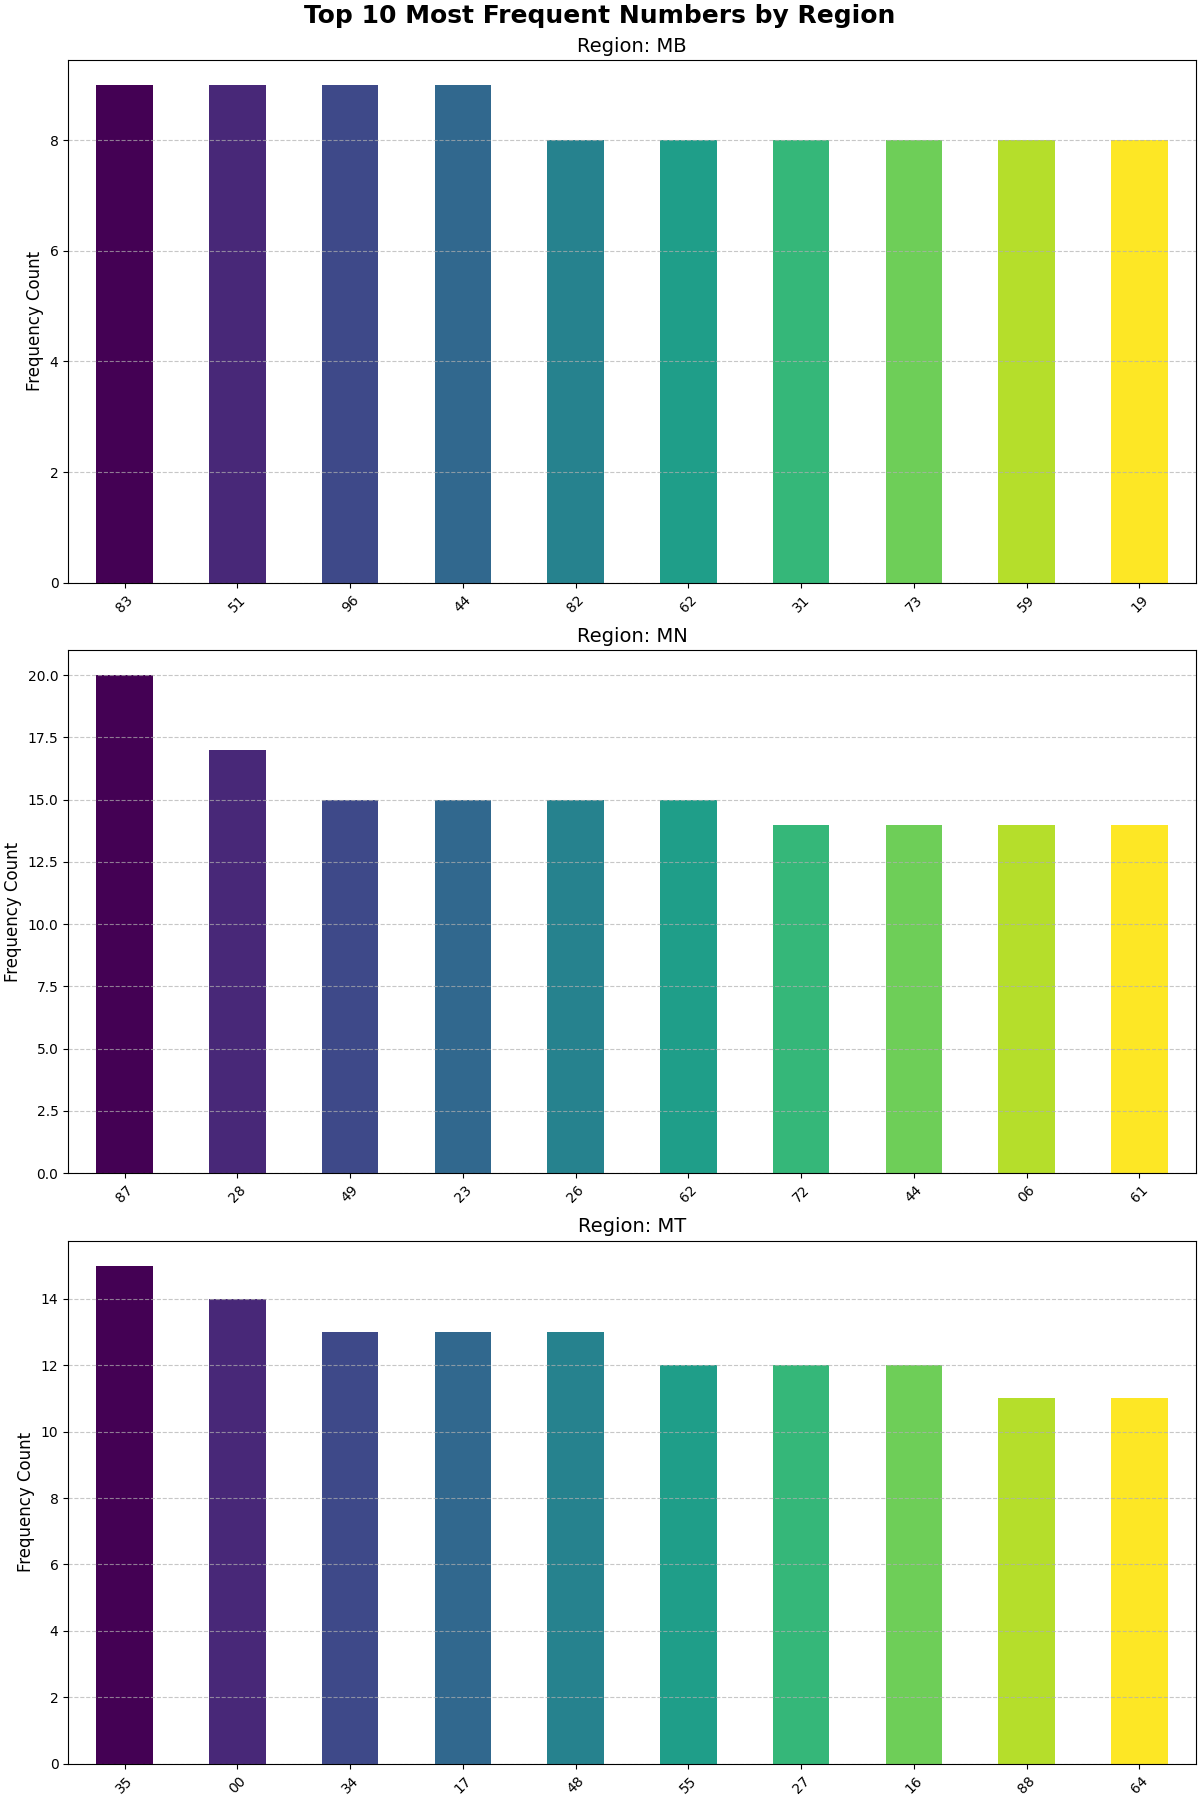 Top 10 Most Frequent Numbers by Region
Region: MB
Frequency Count
8
6
4
2
0
83 51 96 44 82 62 31 73 59 19
Region: MN
Frequency Count
20.0
17.5
15.0
12.5
10.0
7.5
5.0
2.5
0.0
87 28 49 23 26 62 72 44 06 61
Region: MT
Frequency Count
14
12
10
8
6
4
2
0
35 00 34 17 48 55 27 16 88 64